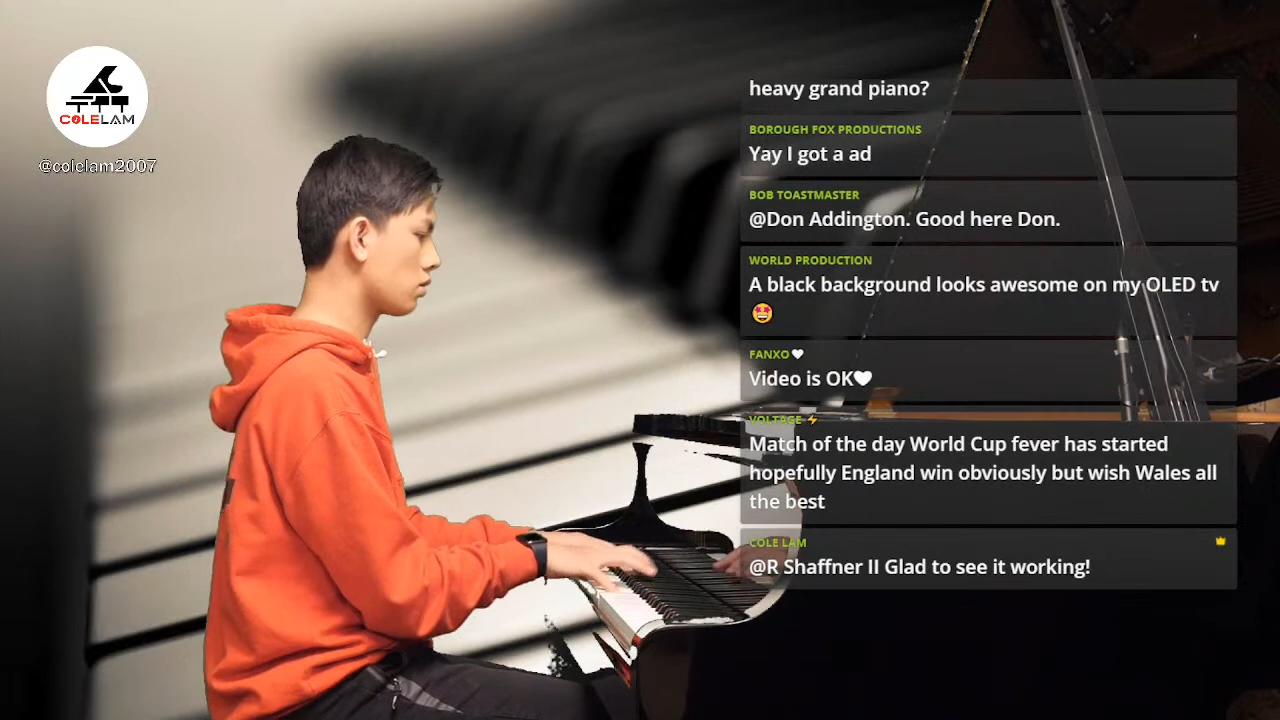 COLELAM
@colelam2007
heavy grand piano?
BOROUGH FOX PRODUCTIONS
Yay I got a ad
BOB TOASTMASTER
@Don Addington. Good here Don.
WORLD PRODUCTION
A black background looks awesome on my OLED tv
🤩
FANXO🤍
Video is OK🤍
VOLTAGE ⚡
Match of the day World Cup fever has started
hopefully England win obviously but wish Wales all
the best
COLE LAM
@R Shaffner II Glad to see it working!